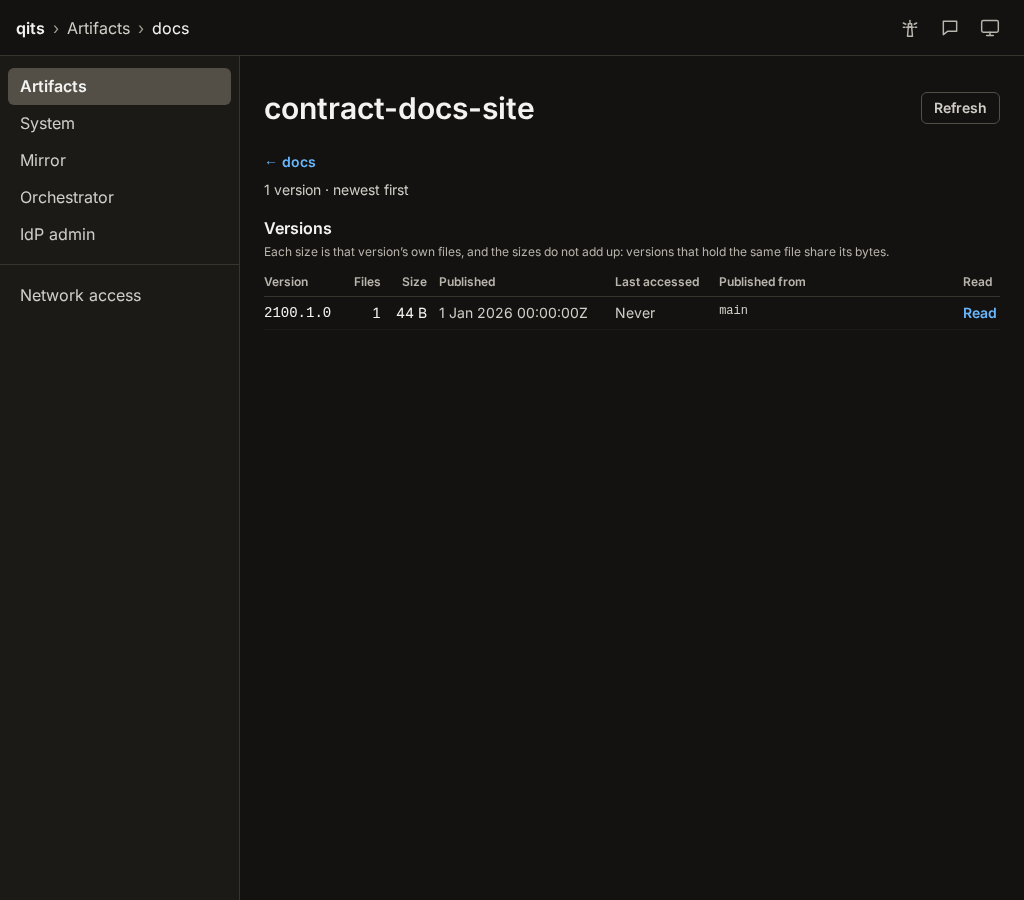 qits › Artifacts › docs
Artifacts
System
Mirror
Orchestrator
IdP admin
Network access
contract-docs-site
Refresh
← docs
1 version · newest first
Versions
Each size is that version’s own files, and the sizes do not add up: versions that hold the same file share its bytes.
Version Files Size Published Last accessed Published from Read
2100.1.0 1 44 B 1 Jan 2026 00:00:00Z Never main Read